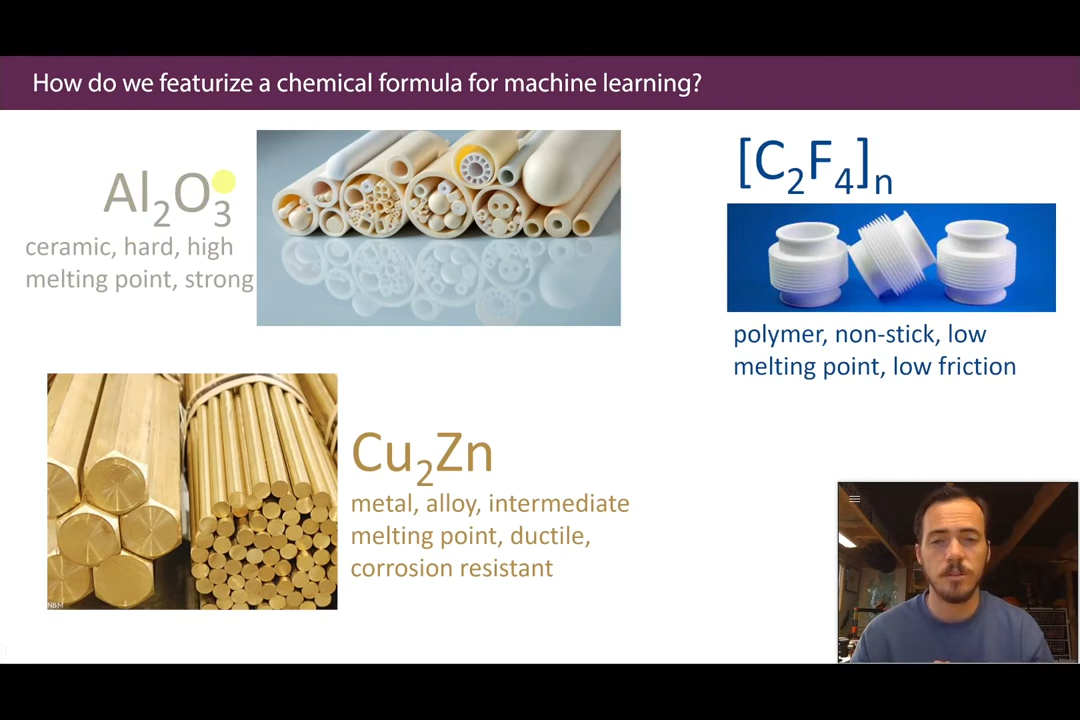 How do we featurize a chemical formula for machine learning?
Al₂O₃
ceramic, hard, high
melting point, strong
[C₂F₄]ₙ
polymer, non-stick, low
melting point, low friction
Cu₂Zn
metal, alloy, intermediate
melting point, ductile,
corrosion resistant
NBM